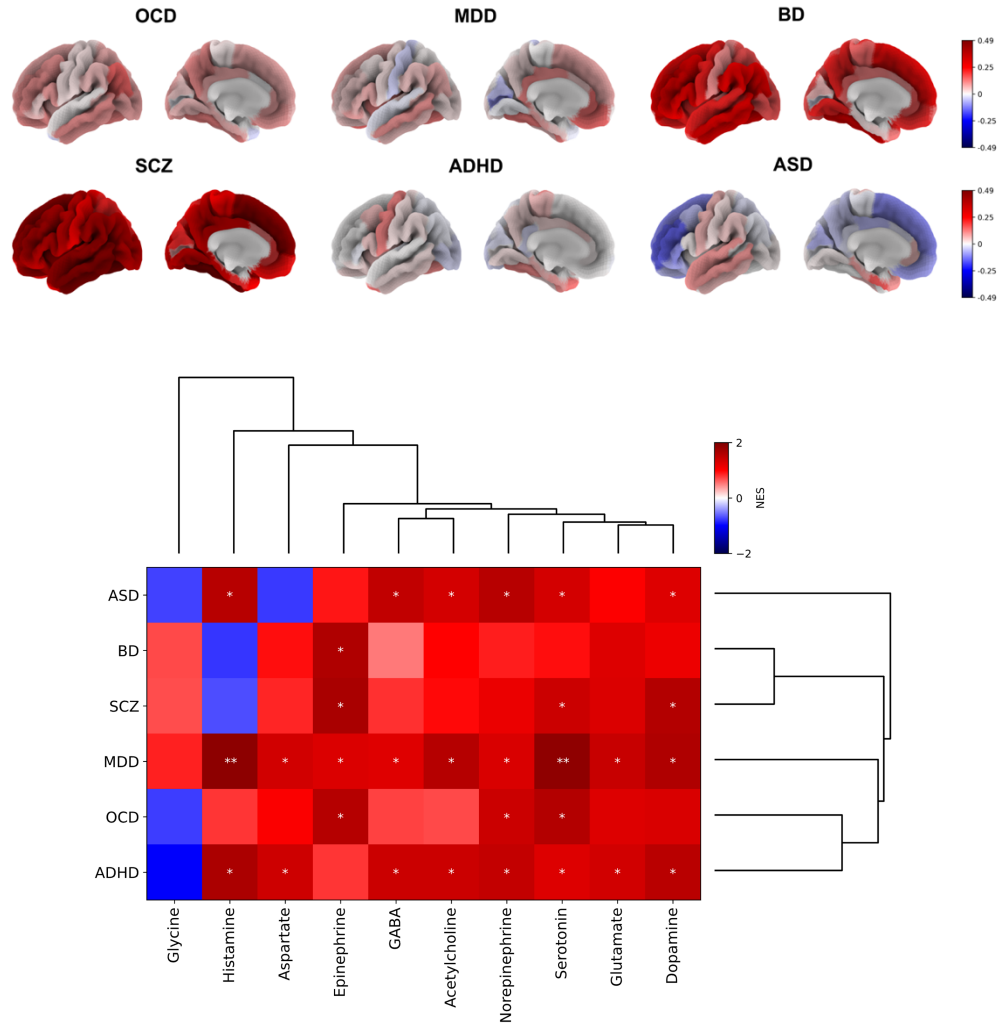 OCD
MDD
BD
0.49
0.25
0
-0.25
-0.49
SCZ
ADHD
ASD
0.49
0.25
0
-0.25
-0.49
2
0
−2
NES
ASD
* * * * * *
BD
*
SCZ
* * *
MDD
** * * * * * ** * *
OCD
* * *
ADHD
* * * * * * * *
Glycine
Histamine
Aspartate
Epinephrine
GABA
Acetylcholine
Norepinephrine
Serotonin
Glutamate
Dopamine